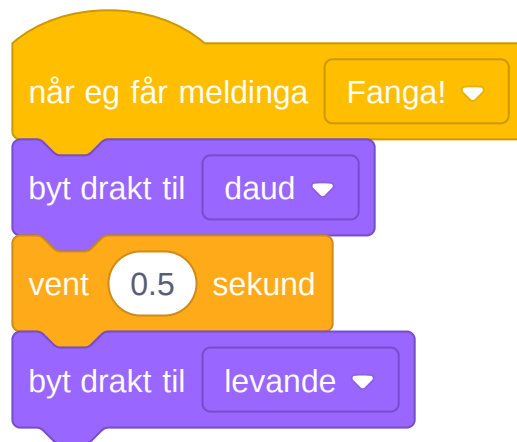 når eg får meldinga Fanga!
byt drakt til daud
vent 0.5 sekund
byt drakt til levande